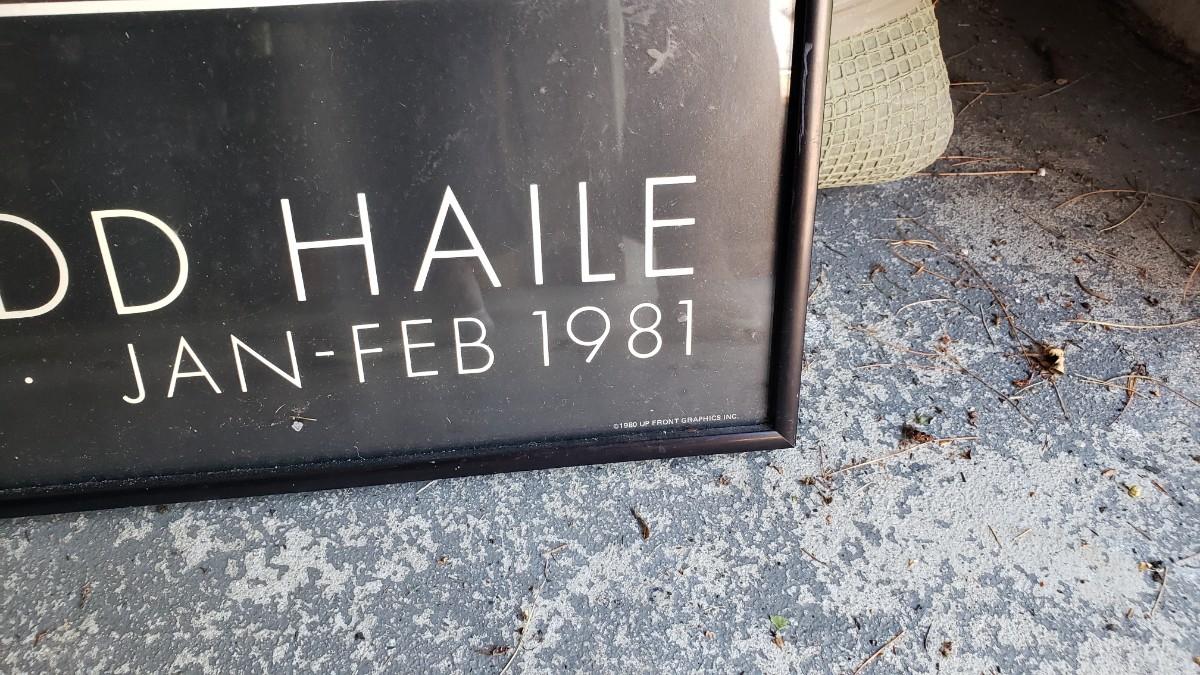 DD HAILE
. JAN-FEB 1981
©1980 UP FRONT GRAPHICS INC.